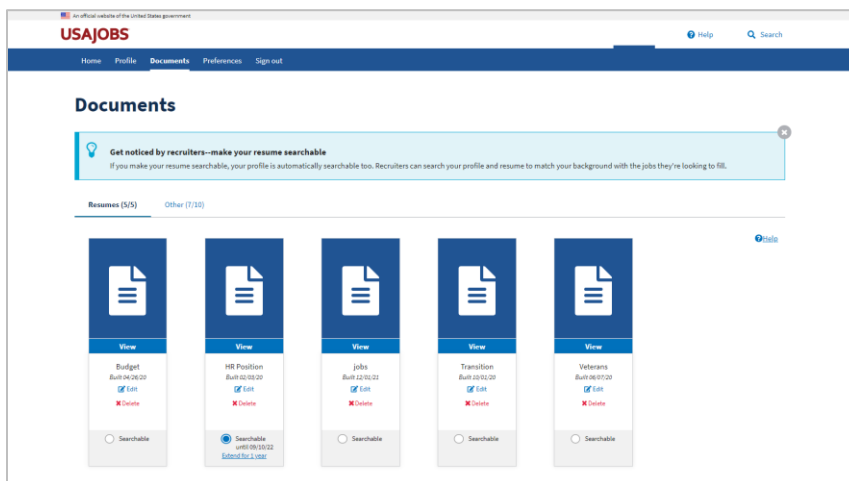 An official website of the United States government
USAJOBS
Help
Search
Home Profile Documents Preferences Sign out
Documents
Get noticed by recruiters--make your resume searchable
If you make your resume searchable, your profile is automatically searchable too. Recruiters can search your profile and resume to match your background with the jobs they're looking to fill.
Resumes (5/5) Other (7/10)
Help
View View View View View
Budget HR Position jobs Transition Veterans
Built 04/26/20 Built 02/03/20 Built 12/01/21 Built 10/01/20 Built 06/07/20
Edit Edit Edit Edit Edit
Delete Delete Delete Delete Delete
Searchable Searchable Searchable Searchable Searchable
until 09/10/22
Extend for 1 year